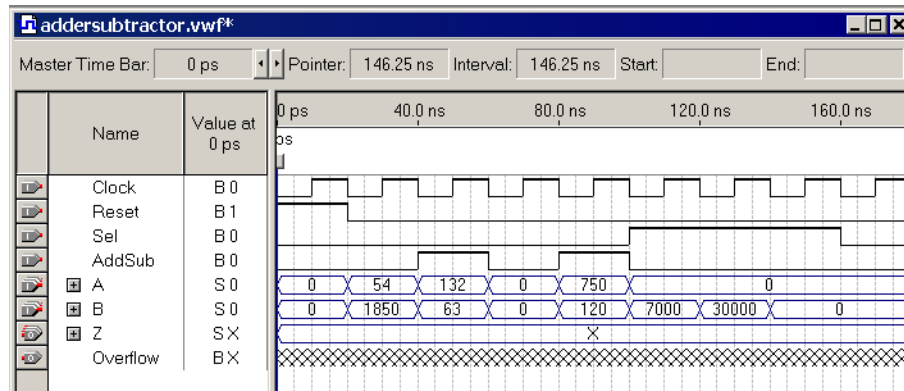 addersubtractor.vwf*
Master Time Bar: 0 ps Pointer: 146.25 ns Interval: 146.25 ns Start: End:
Name Value at 0 ps
0 ps 40.0 ns 80.0 ns 120.0 ns 160.0 ns
ps
Clock B 0
Reset B 1
Sel B 0
AddSub B 0
A S 0 0 54 132 0 750 0
B S 0 0 1850 63 0 120 7000 30000 0
Z S X X
Overflow B X